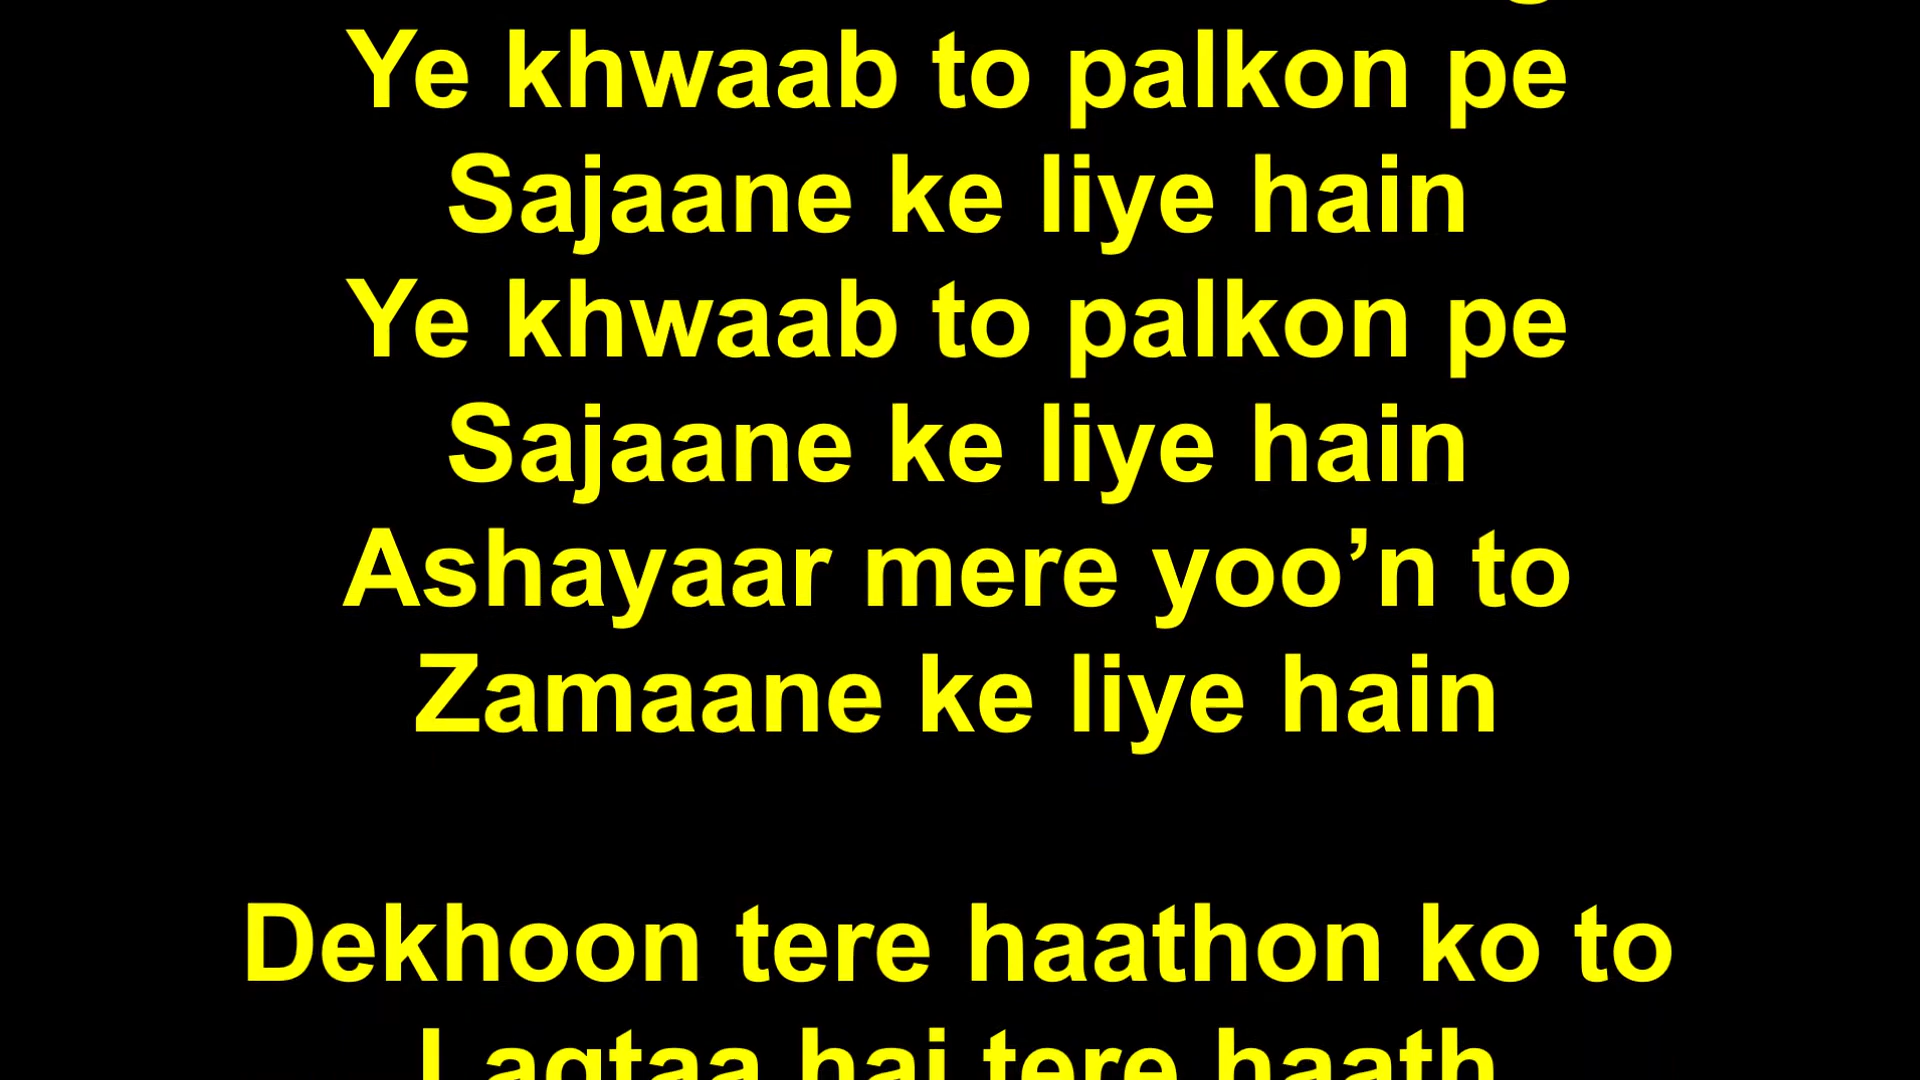 Ye khwaab to palkon pe
Sajaane ke liye hain
Ye khwaab to palkon pe
Sajaane ke liye hain
Ashayaar mere yoo’n to
Zamaane ke liye hain
Dekhoon tere haathon ko to
Lagtaa hai tere haath